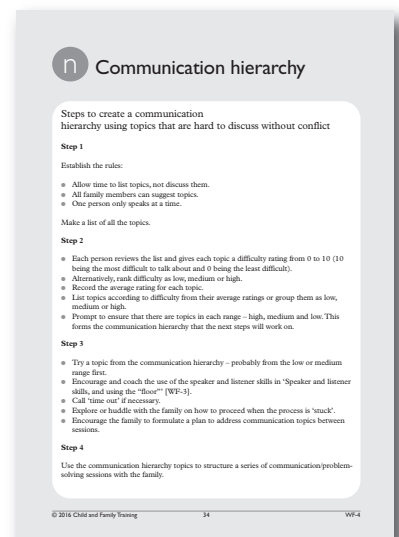 n Communication hierarchy
Steps to create a communication
hierarchy using topics that are hard to discuss without conflict
Step 1
Establish the rules:
● Allow time to list topics, not discuss them.
● All family members can suggest topics.
● One person only speaks at a time.
Make a list of all the topics.
Step 2
● Each person reviews the list and gives each topic a difficulty rating from 0 to 10 (10
being the most difficult to talk about and 0 being the least difficult).
● Alternatively, rank difficulty as low, medium or high.
● Record the average rating for each topic.
● List topics according to difficulty from their average ratings or group them as low,
medium or high.
● Prompt to ensure that there are topics in each range – high, medium and low. This
forms the communication hierarchy that the next steps will work on.
Step 3
● Try a topic from the communication hierarchy – probably from the low or medium
range first.
● Encourage and coach the use of the speaker and listener skills in ‘Speaker and listener
skills, and using the “floor”’ [WF-3].
● Call ‘time out’ if necessary.
● Explore or huddle with the family on how to proceed when the process is ‘stuck’.
● Encourage the family to formulate a plan to address communication topics between
sessions.
Step 4
Use the communication hierarchy topics to structure a series of communication/problem-
solving sessions with the family.
© 2016 Child and Family Training 34 WF-4